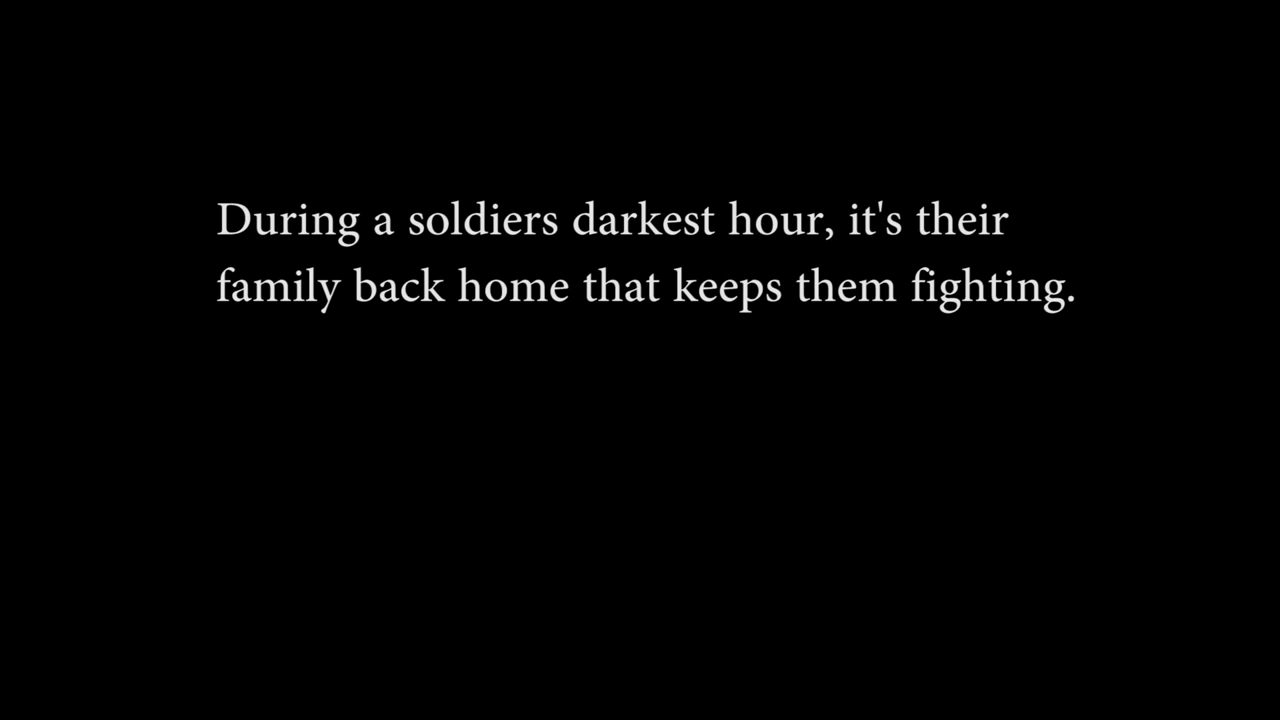 During a soldiers darkest hour, it's their
family back home that keeps them fighting.